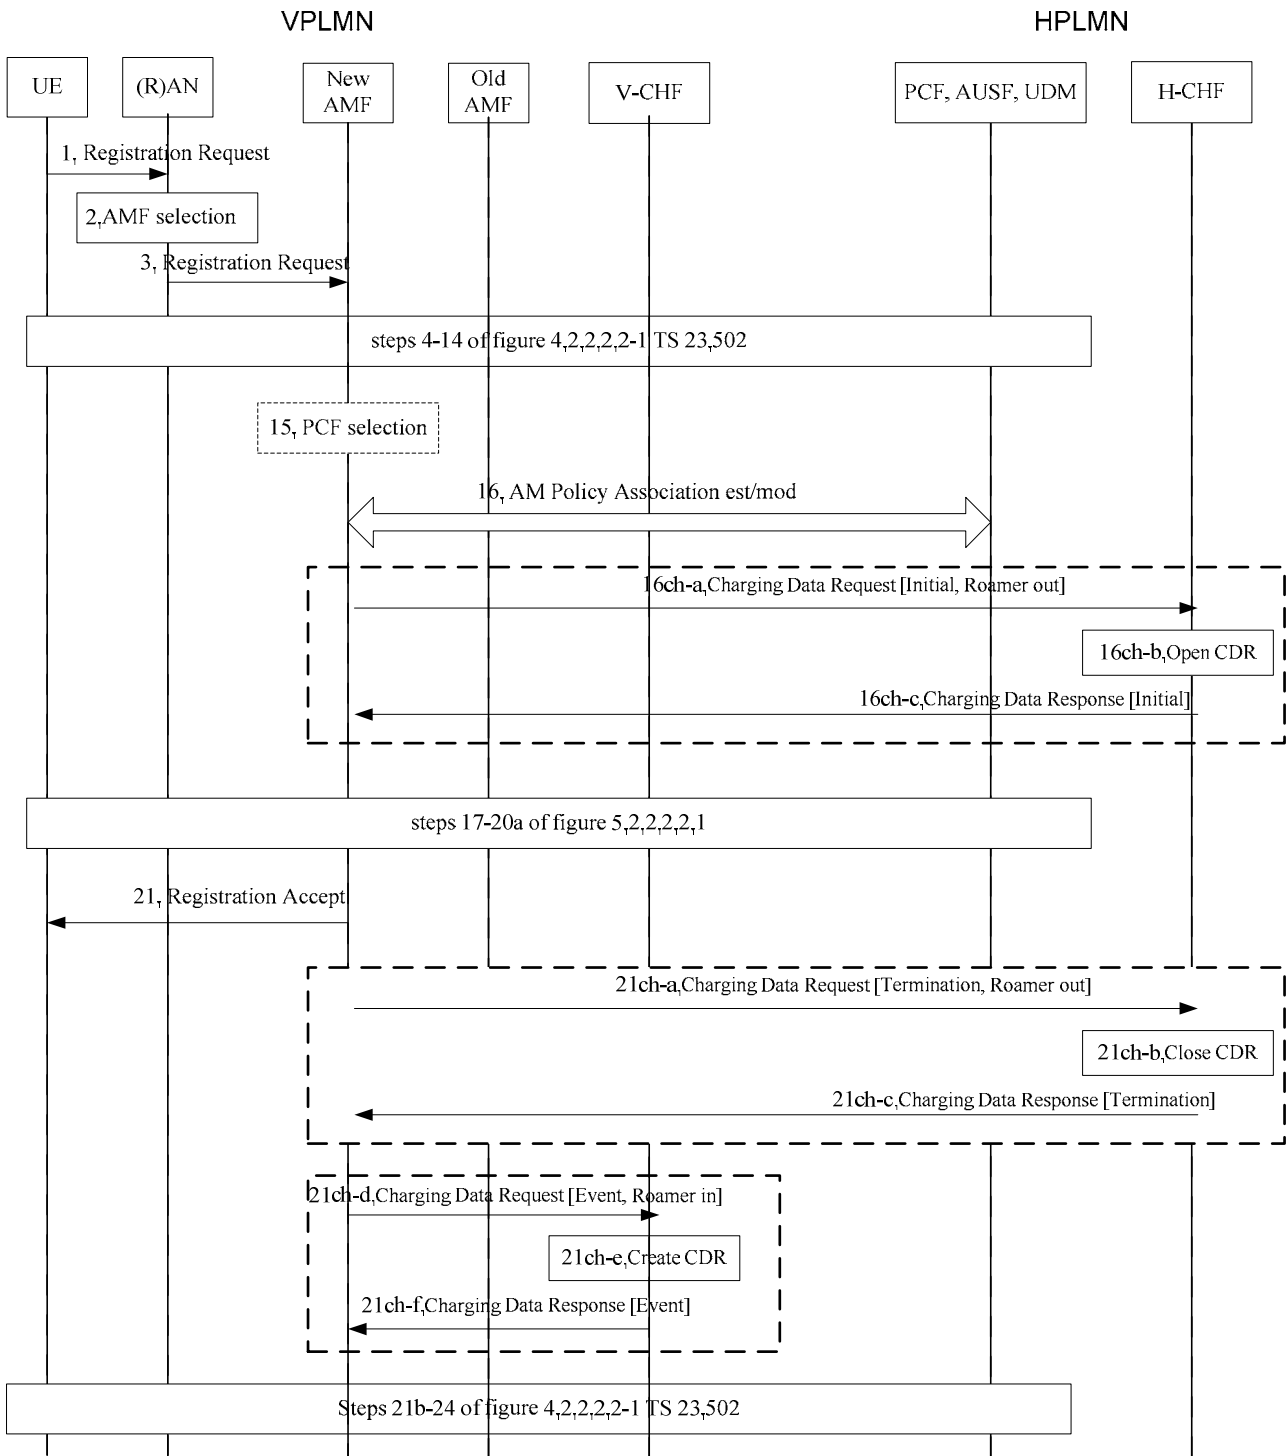 VPLMN
HPLMN
UE
(R)AN
New
AMF
Old
AMF
V-CHF
PCF, AUSF, UDM
H-CHF
1, Registration Request
2,AMF selection
3, Registration Request
steps 4-14 of figure 4,2,2,2,2-1 TS 23,502
15, PCF selection
16, AM Policy Association est/mod
16ch-a,Charging Data Request [Initial, Roamer out]
16ch-b,Open CDR
16ch-c,Charging Data Response [Initial]
steps 17-20a of figure 5,2,2,2,2,1
21, Registration Accept
21ch-a,Charging Data Request [Termination, Roamer out]
21ch-b,Close CDR
21ch-c,Charging Data Response [Termination]
21ch-d,Charging Data Request [Event, Roamer in]
21ch-e,Create CDR
21ch-f,Charging Data Response [Event]
Steps 21b-24 of figure 4,2,2,2,2-1 TS 23,502